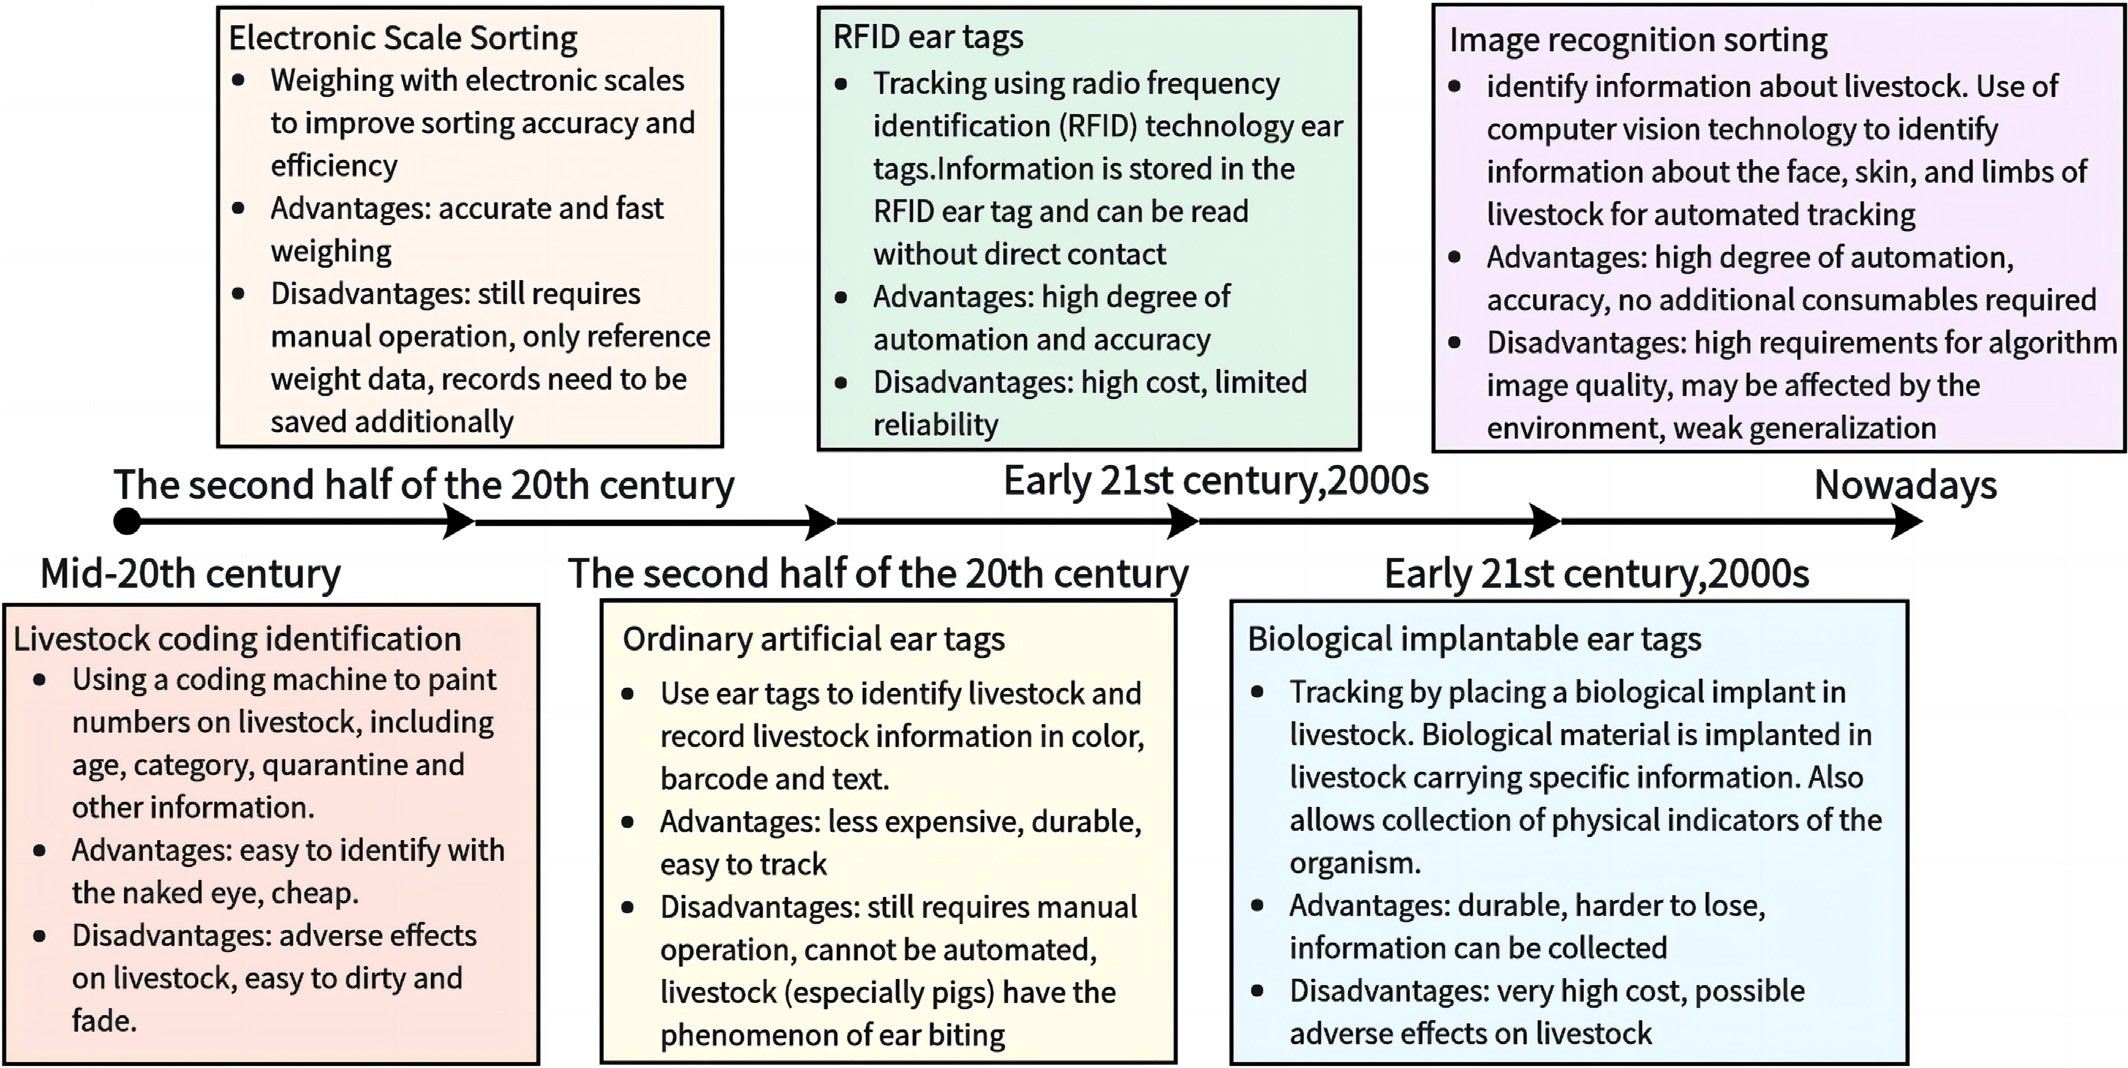 Electronic Scale Sorting
• Weighing with electronic scales
to improve sorting accuracy and
efficiency
• Advantages: accurate and fast
weighing
• Disadvantages: still requires
manual operation, only reference
weight data, records need to be
saved additionally
RFID ear tags
• Tracking using radio frequency
identification (RFID) technology ear
tags.Information is stored in the
RFID ear tag and can be read
without direct contact
• Advantages: high degree of
automation and accuracy
• Disadvantages: high cost, limited
reliability
Image recognition sorting
• identify information about livestock. Use of
computer vision technology to identify
information about the face, skin, and limbs of
livestock for automated tracking
• Advantages: high degree of automation,
accuracy, no additional consumables required
• Disadvantages: high requirements for algorithm
image quality, may be affected by the
environment, weak generalization
The second half of the 20th century
Early 21st century,2000s
Nowadays
Mid-20th century
The second half of the 20th century
Early 21st century,2000s
Livestock coding identification
• Using a coding machine to paint
numbers on livestock, including
age, category, quarantine and
other information.
• Advantages: easy to identify with
the naked eye, cheap.
• Disadvantages: adverse effects
on livestock, easy to dirty and
fade.
Ordinary artificial ear tags
• Use ear tags to identify livestock and
record livestock information in color,
barcode and text.
• Advantages: less expensive, durable,
easy to track
• Disadvantages: still requires manual
operation, cannot be automated,
livestock (especially pigs) have the
phenomenon of ear biting
Biological implantable ear tags
• Tracking by placing a biological implant in
livestock. Biological material is implanted in
livestock carrying specific information. Also
allows collection of physical indicators of the
organism.
• Advantages: durable, harder to lose,
information can be collected
• Disadvantages: very high cost, possible
adverse effects on livestock